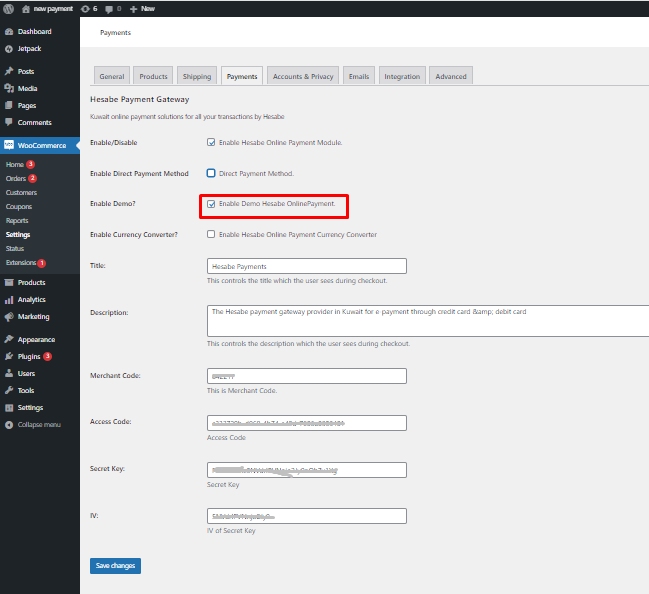 new payment 6 0 New
Dashboard
Jetpack
Posts
Media
Pages
Comments
WooCommerce
Home 3
Orders 2
Customers
Coupons
Reports
Settings
Status
Extensions 1
Products
Analytics
Marketing
Appearance
Plugins 3
Users
Tools
Settings
Collapse menu
Payments
General Products Shipping Payments Accounts & Privacy Emails Integration Advanced
Hesabe Payment Gateway
Kuwait online payment solutions for all your transactions by Hesabe
Enable/Disable Enable Hesabe Online Payment Module.
Enable Direct Payment Method Direct Payment Method.
Enable Demo? Enable Demo Hesabe OnlinePayment.
Enable Currency Converter? Enable Hesabe Online Payment Currency Converter
Title: Hesabe Payments
This controls the title which the user sees during checkout.
Description: The Hesabe payment gateway provider in Kuwait for e payment through credit card &amp; debit card
This controls the description which the user sees during checkout.
Merchant Code:
This is Merchant Code.
Access Code:
Access Code
Secret Key:
Secret Key
IV:
IV of Secret Key
Save changes